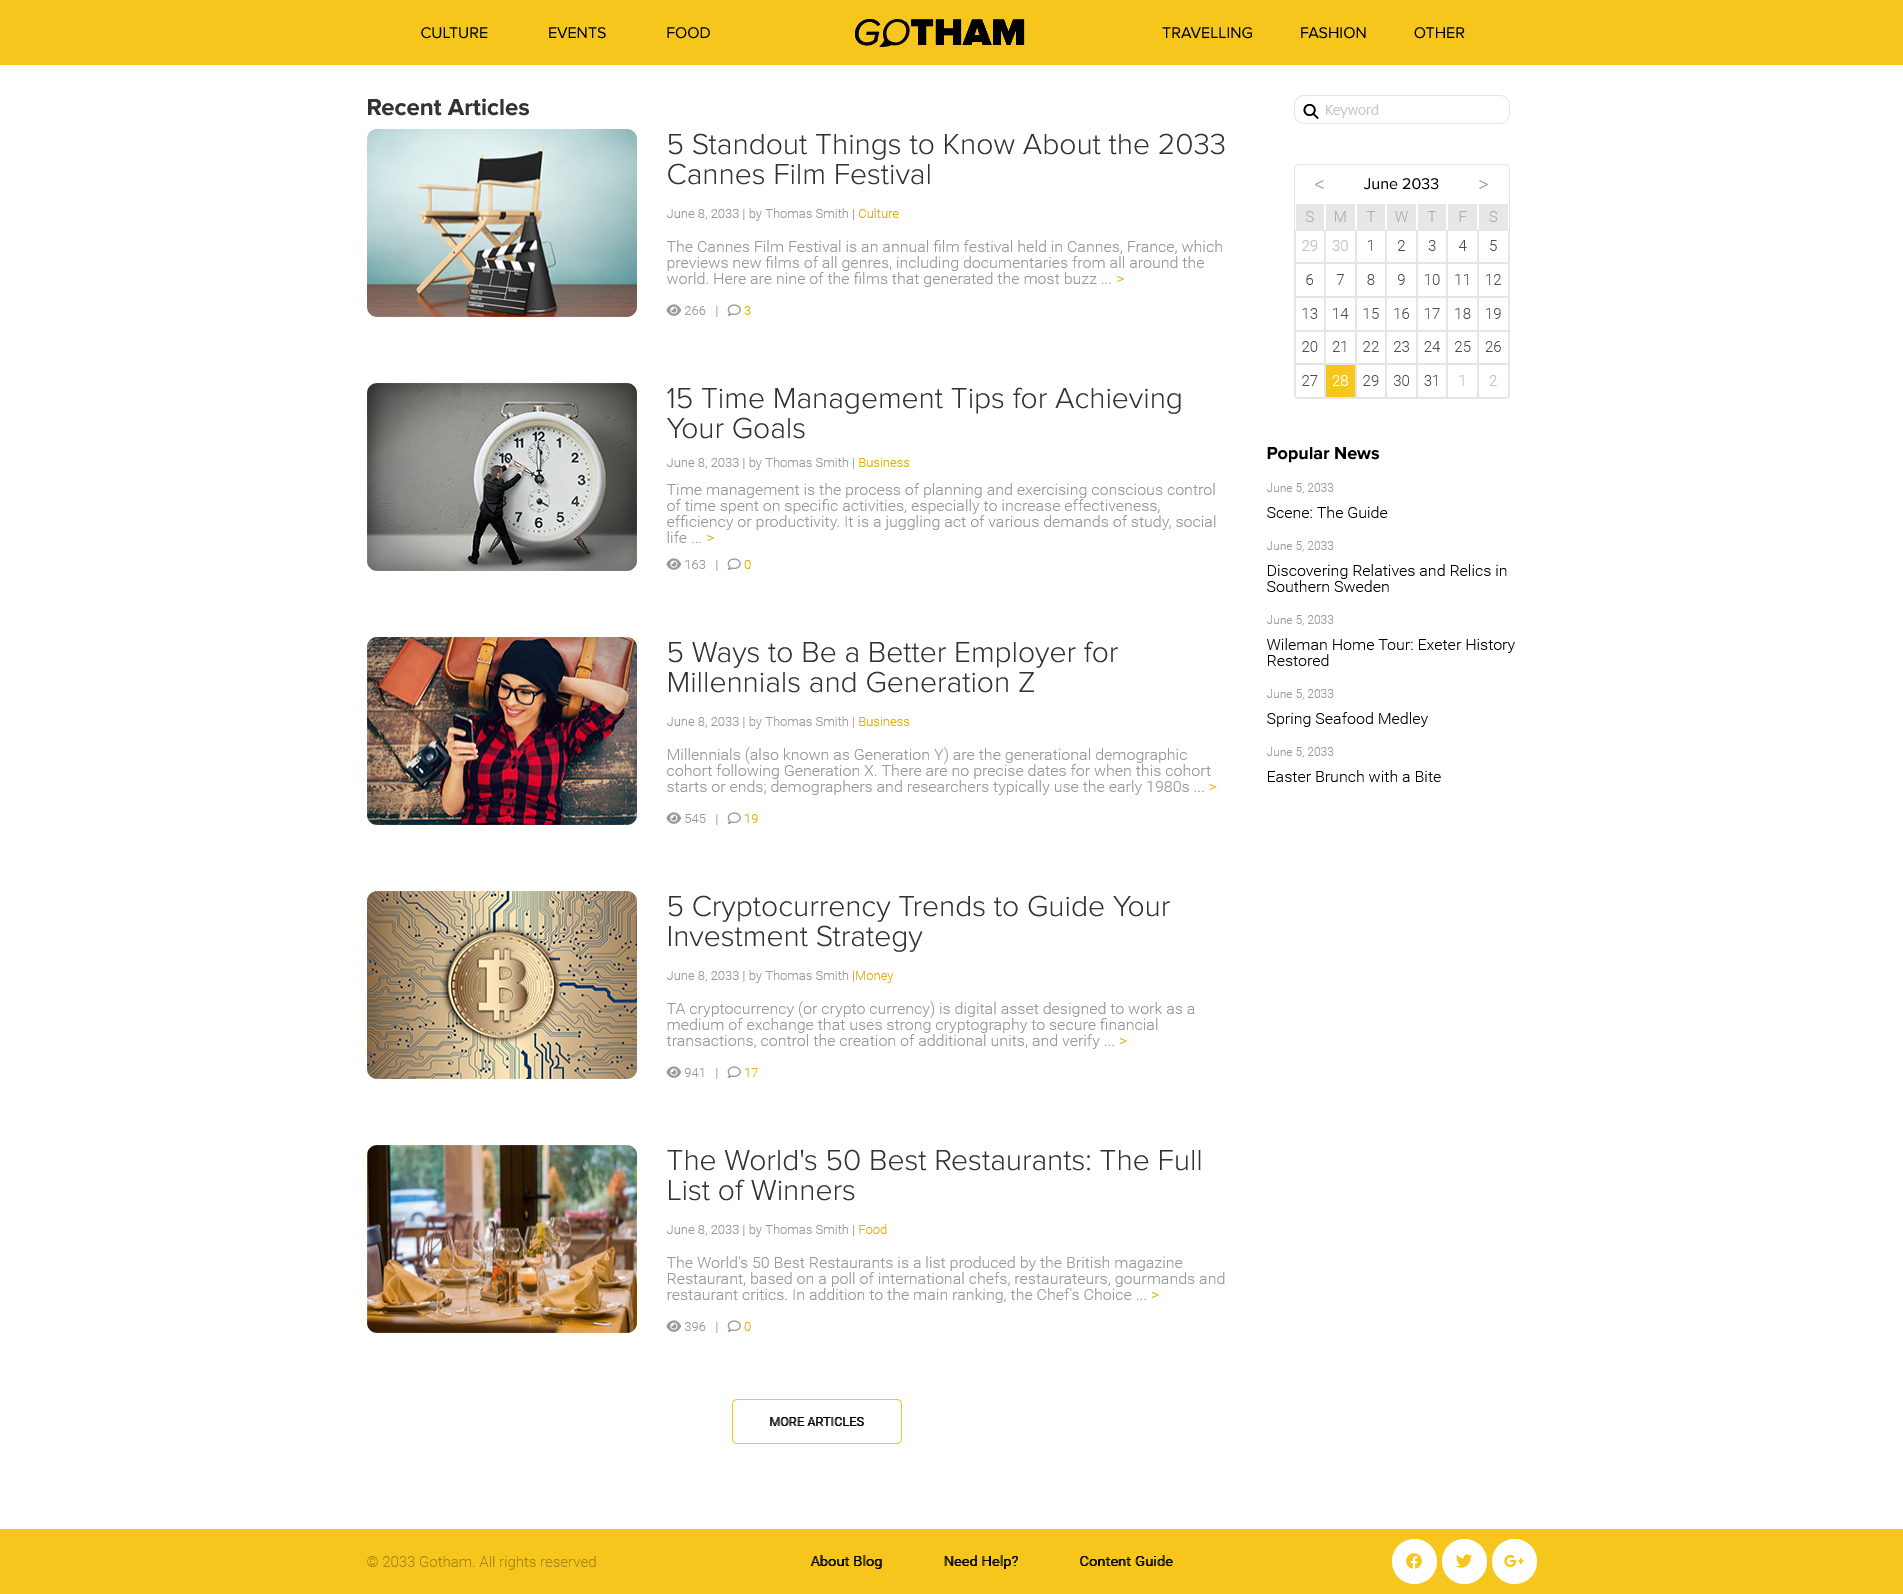 CULTURE
EVENTS
FOOD
GOTHAM
TRAVELLING
FASHION
OTHER
Recent Articles
5 Standout Things to Know About the 2033
Cannes Film Festival
June 8, 2033 | by Thomas Smith | Culture
The Cannes Film Festival is an annual film festival held in Cannes, France, which
previews new films of all genres, including documentaries from all around the
world. Here are nine of the films that generated the most buzz ... >
266 | 3
12
1
2
3
4
5
6
7
8
10
11
15 Time Management Tips for Achieving
Your Goals
June 8, 2033 | by Thomas Smith | Business
Time management is the process of planning and exercising conscious control
of time spent on specific activities, especially to increase effectiveness,
efficiency or productivity. It is a juggling act of various demands of study, social
life ... >
163 | 0
5 Ways to Be a Better Employer for
Millennials and Generation Z
June 8, 2033 | by Thomas Smith | Business
Millennials (also known as Generation Y) are the generational demographic
cohort following Generation X. There are no precise dates for when this cohort
starts or ends; demographers and researchers typically use the early 1980s ... >
545 | 19
5 Cryptocurrency Trends to Guide Your
Investment Strategy
June 8, 2033 | by Thomas Smith |Money
TA cryptocurrency (or crypto currency) is digital asset designed to work as a
medium of exchange that uses strong cryptography to secure financial
transactions, control the creation of additional units, and verify ... >
941 | 17
The World's 50 Best Restaurants: The Full
List of Winners
June 8, 2033 | by Thomas Smith | Food
The World's 50 Best Restaurants is a list produced by the British magazine
Restaurant, based on a poll of international chefs, restaurateurs, gourmands and
restaurant critics. In addition to the main ranking, the Chef's Choice ... >
396 | 0
MORE ARTICLES
Keyword
< June 2033 >
S M T W T F S
29 30 1 2 3 4 5
6 7 8 9 10 11 12
13 14 15 16 17 18 19
20 21 22 23 24 25 26
27 28 29 30 31 1 2
Popular News
June 5, 2033
Scene: The Guide
June 5, 2033
Discovering Relatives and Relics in
Southern Sweden
June 5, 2033
Wileman Home Tour: Exeter History
Restored
June 5, 2033
Spring Seafood Medley
June 5, 2033
Easter Brunch with a Bite
© 2033 Gotham. All rights reserved
About Blog
Need Help?
Content Guide
G+